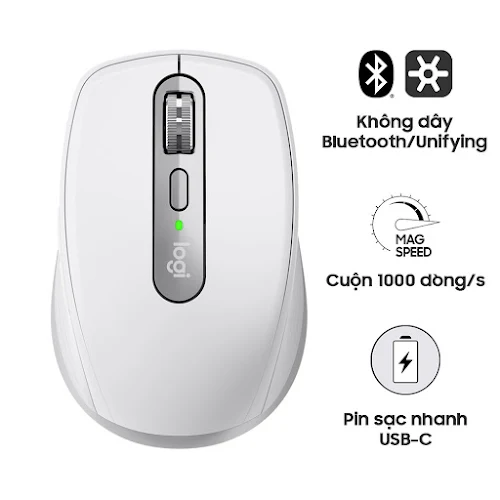 logi
Không dây
Bluetooth/Unifying
MAG
SPEED
Cuộn 1000 dòng/s
Pin sạc nhanh
USB-C